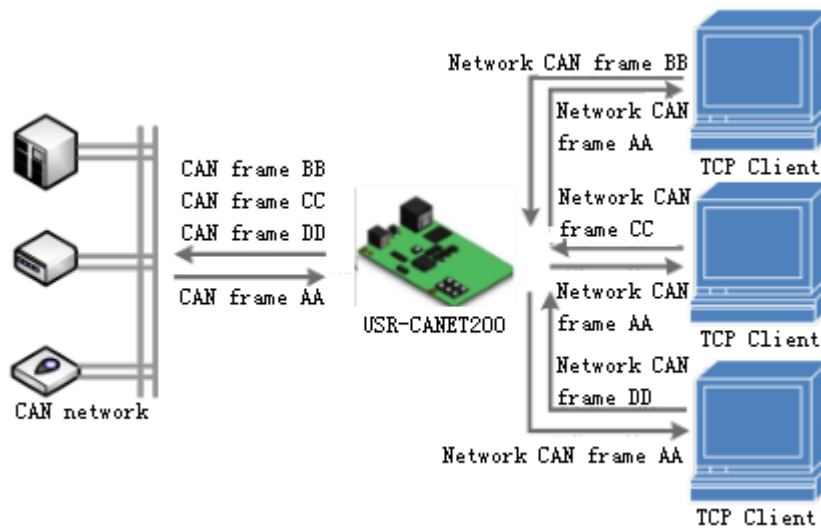 Network CAN frame BB
Network CAN
frame AA
TCP Client
CAN frame BB
CAN frame CC
CAN frame DD
CAN frame AA
USR-CANET200
CAN network
Network CAN
frame CC
Network CAN
frame AA
TCP Client
Network CAN
frame DD
Network CAN frame AA
TCP Client